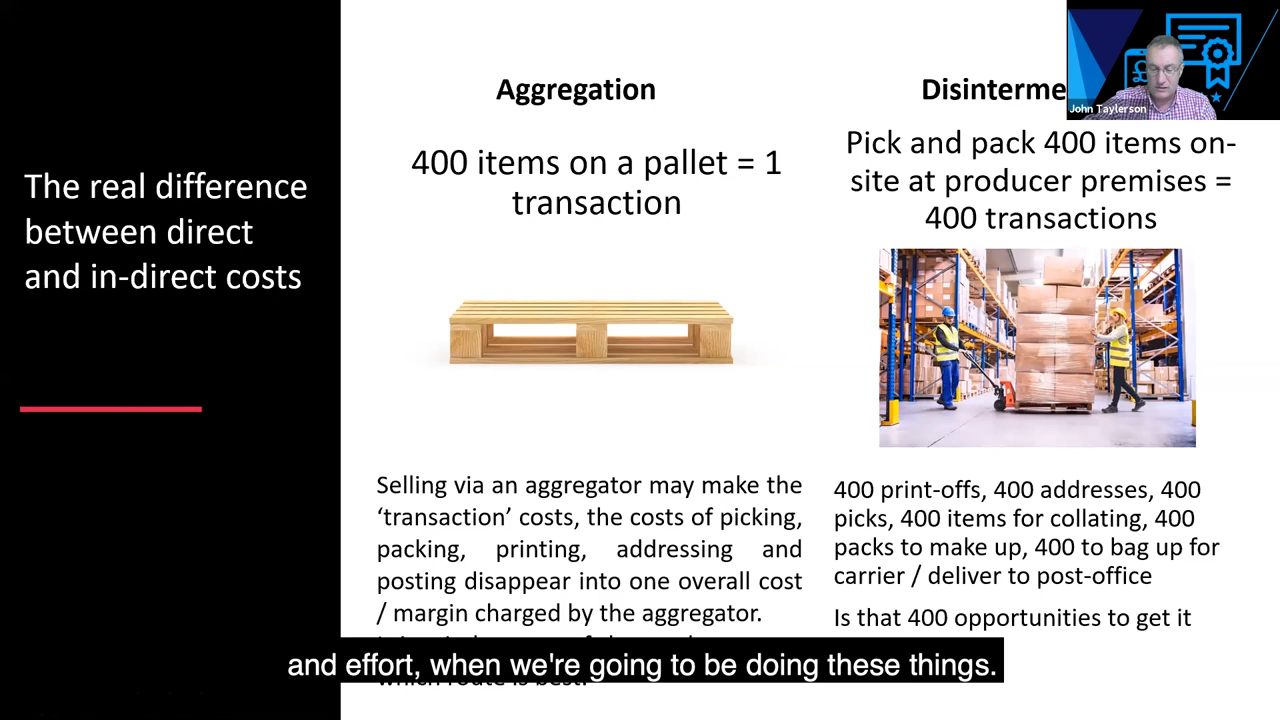 The real difference
between direct
and in-direct costs
Aggregation
400 items on a pallet = 1
transaction
Selling via an aggregator may make the
‘transaction’ costs, the costs of picking,
packing, printing, addressing and
posting disappear into one overall cost
/ margin charged by the aggregator.
which route is best.
Disinterme
John Taylerson
Pick and pack 400 items on-
site at producer premises =
400 transactions
400 print-offs, 400 addresses, 400
picks, 400 items for collating, 400
packs to make up, 400 to bag up for
carrier / deliver to post-office
Is that 400 opportunities to get it
and effort, when we're going to be doing these things.